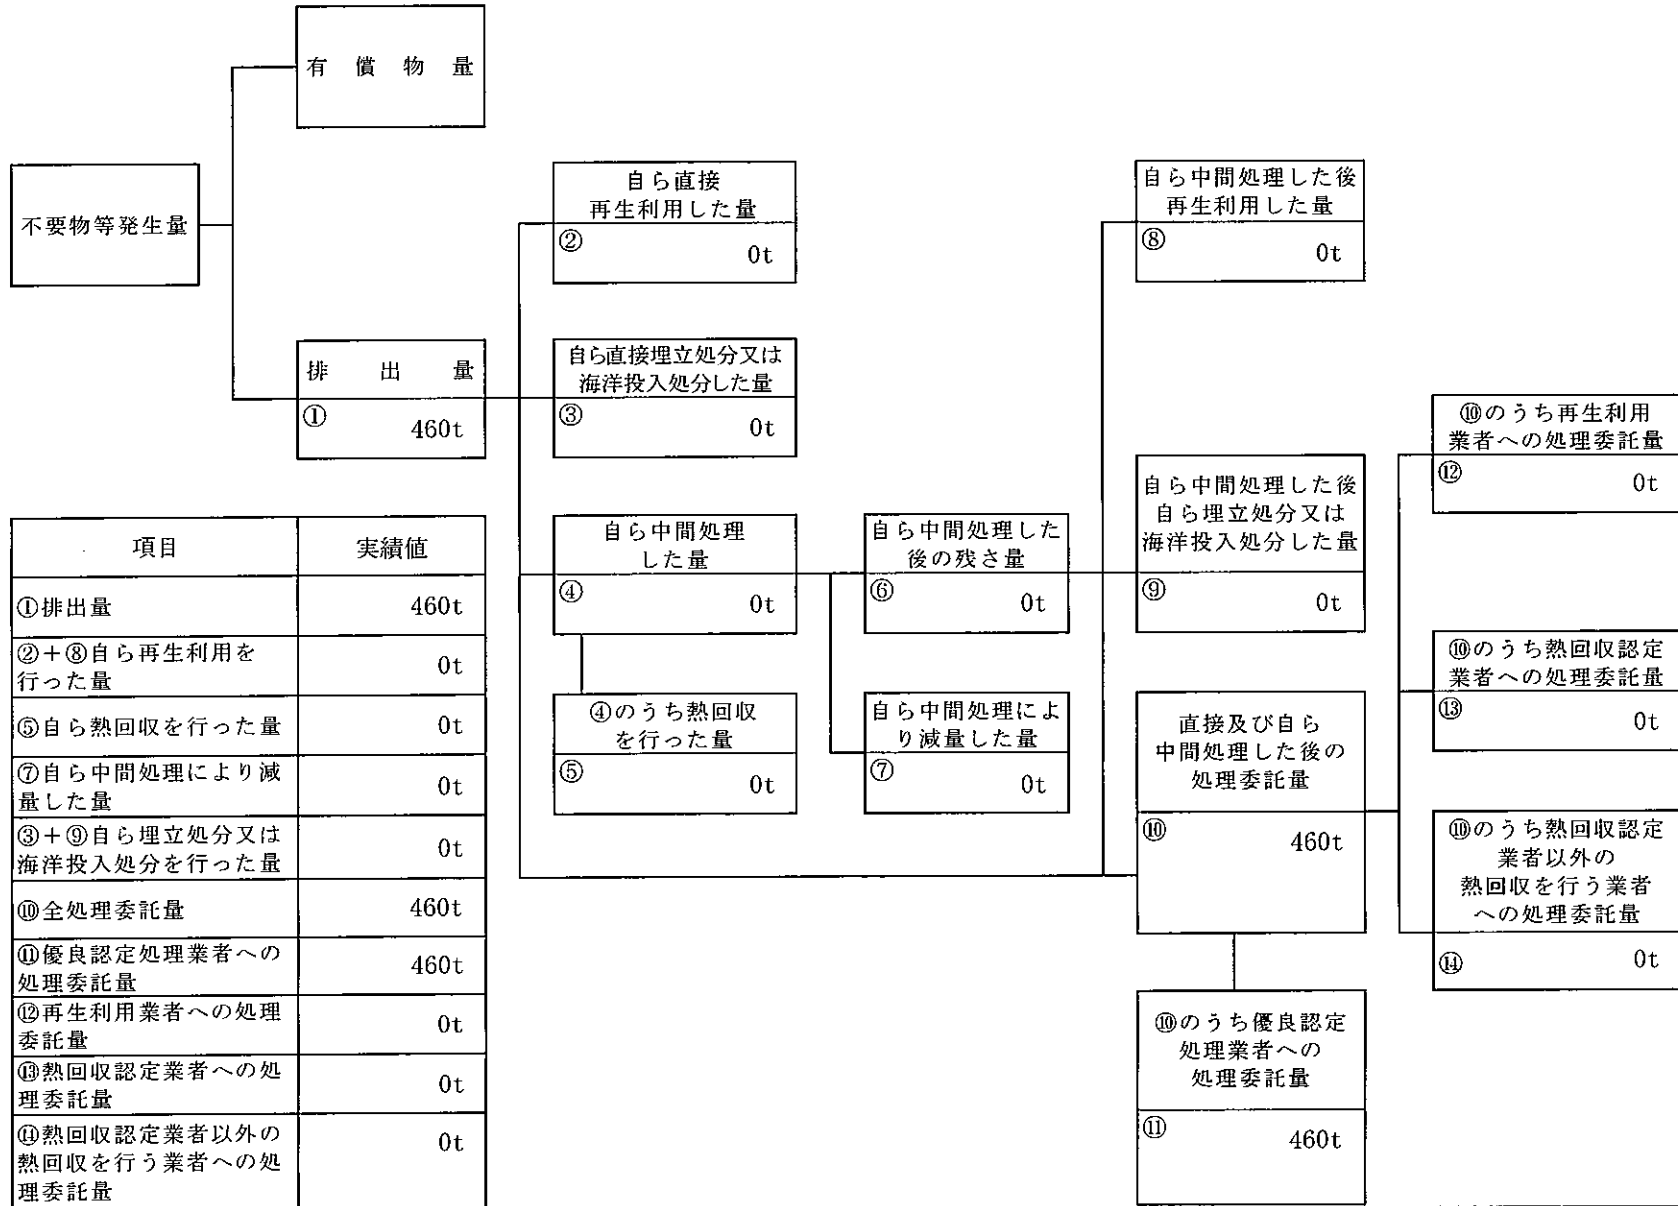 有償物量
不要物等発生量
排出量
① 460t
自ら直接
再生利用した量
② 0t
自ら直接埋立処分又は
海洋投入処分した量
③ 0t
自ら中間処理
した量
④ 0t
④のうち熱回収
を行った量
⑤ 0t
自ら中間処理した
後の残さ量
⑥ 0t
自ら中間処理によ
り減量した量
⑦ 0t
自ら中間処理した後
再生利用した量
⑧ 0t
自ら中間処理した後
自ら埋立処分又は
海洋投入処分した量
⑨ 0t
直接及び自ら
中間処理した後の
処理委託量
⑩ 460t
⑩のうち優良認定
処理業者への
処理委託量
⑪ 460t
⑩のうち再生利用
業者への処理委託量
⑫ 0t
⑩のうち熱回収認定
業者への処理委託量
⑬ 0t
⑩のうち熱回収認定
業者以外の
熱回収を行う業者
への処理委託量
⑭ 0t
項目 実績値
①排出量 460t
②+⑧自ら再生利用を
行った量 0t
⑤自ら熱回収を行った量 0t
⑦自ら中間処理により減
量した量 0t
③+⑨自ら埋立処分又は
海洋投入処分を行った量 0t
⑩全処理委託量 460t
⑪優良認定処理業者への
処理委託量 460t
⑫再生利用業者への処理
委託量 0t
⑬熱回収認定業者への処
理委託量 0t
⑭熱回収認定業者以外の
熱回収を行う業者への処
理委託量 0t